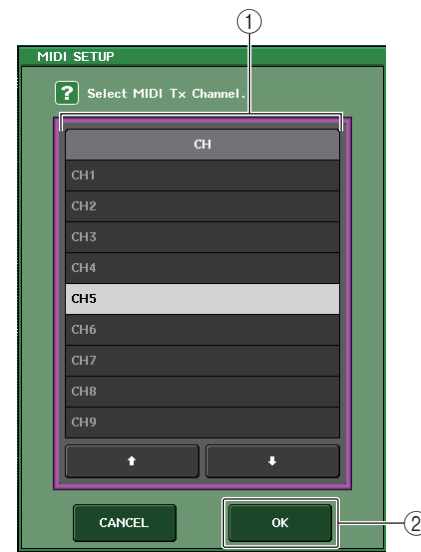 ①
MIDI SETUP
? Select MIDI Tx Channel.
CH
CH1
CH2
CH3
CH4
CH5
CH6
CH7
CH8
CH9
CANCEL
OK
②